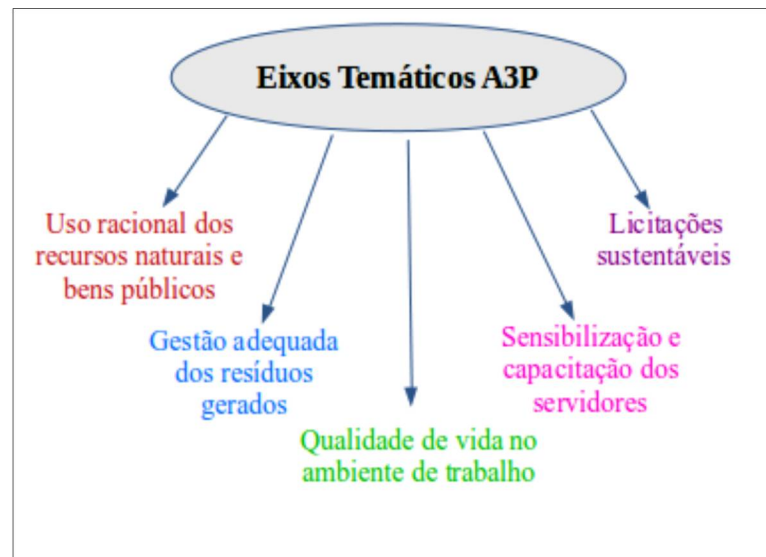 Eixos Temáticos A3P
Uso racional dos
recursos naturais e
bens públicos
Gestão adequada
dos resíduos
gerados
Qualidade de vida no
ambiente de trabalho
Sensibilização e
capacitação dos
servidores
Licitações
sustentáveis